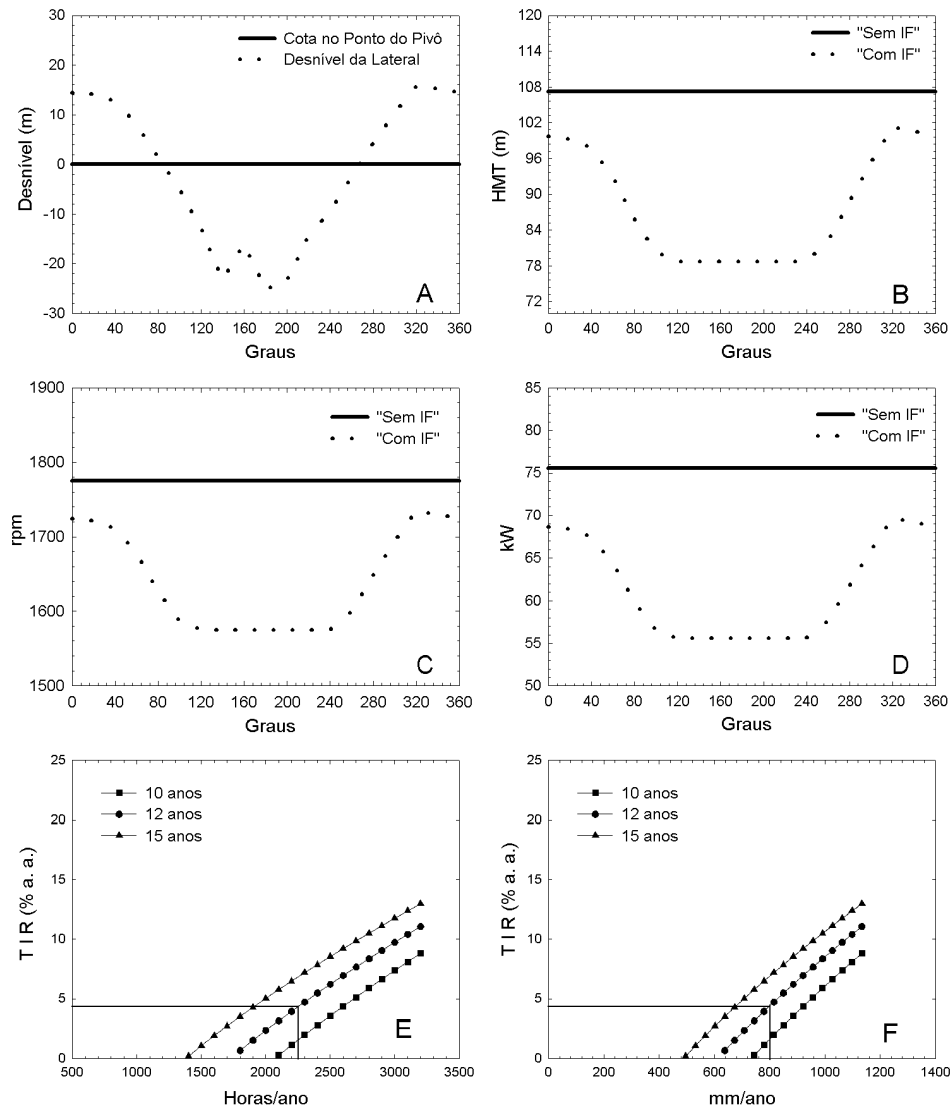 30
20
10
0
-10
-20
-30
Desnível (m)
Cota no Ponto do Pivô
Desnível da Lateral
A
0 40 80 120 160 200 240 280 320 360
Graus
120
114
108
102
96
90
84
78
72
HMT (m)
"Sem IF"
"Com IF"
B
0 40 80 120 160 200 240 280 320 360
Graus
1900
1800
1700
1600
1500
rpm
"Sem IF"
"Com IF"
C
0 40 80 120 160 200 240 280 320 360
Graus
85
80
75
70
65
60
55
50
kW
"Sem IF"
"Com IF"
D
0 40 80 120 160 200 240 280 320 360
Graus
25
20
15
10
5
0
T I R (% a. a.)
10 anos
12 anos
15 anos
E
500 1000 1500 2000 2500 3000 3500
Horas/ano
25
20
15
10
5
0
T I R (% a. a.)
10 anos
12 anos
15 anos
F
0 200 400 600 800 1000 1200 1400
mm/ano